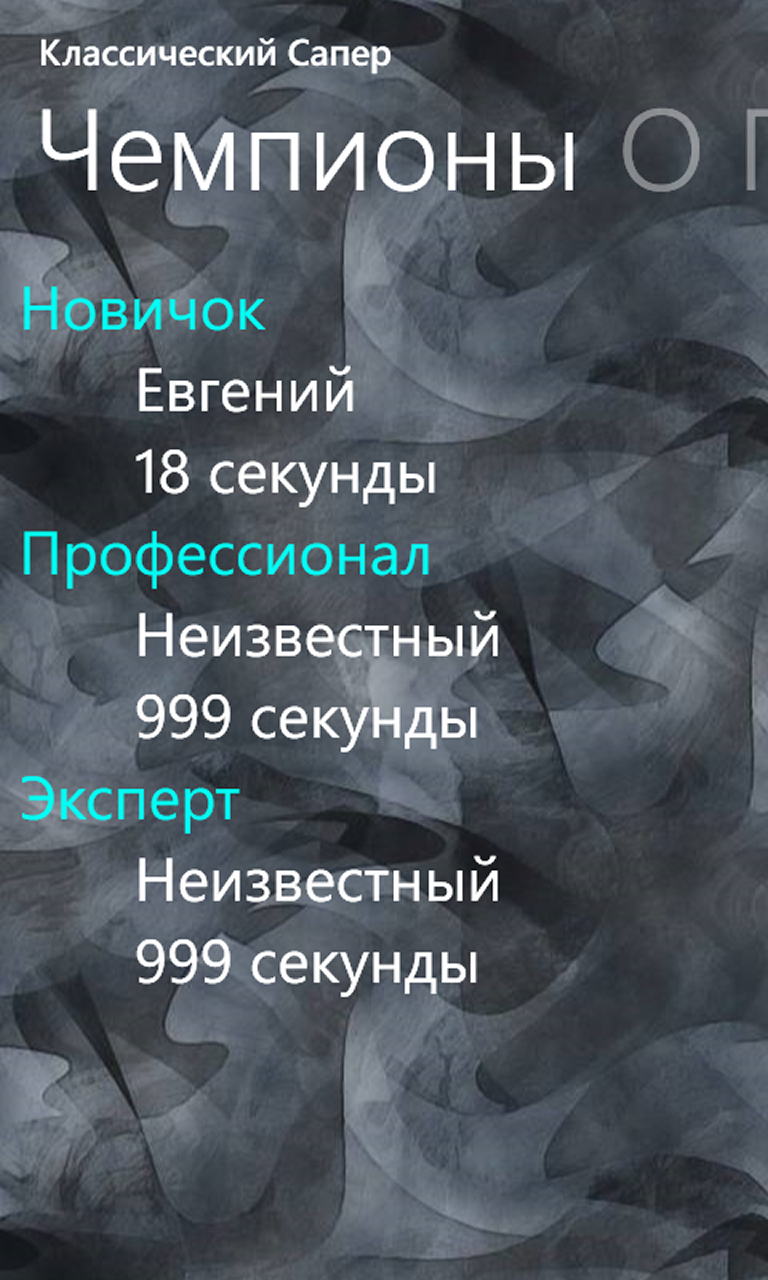 Классический Сапер
Чемпионы О
Новичок
Евгений
18 секунды
Профессионал
Неизвестный
999 секунды
Эксперт
Неизвестный
999 секунды